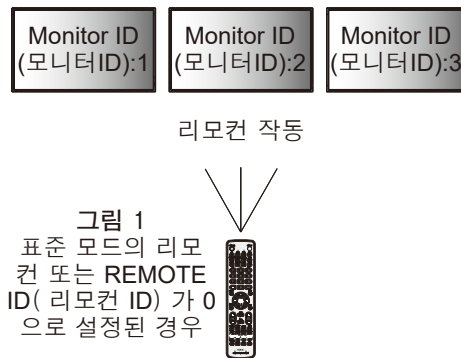 Monitor ID
(모니터ID):1
Monitor ID
(모니터ID):2
Monitor ID
(모니터ID):3
리모컨 작동
그림 1
표준 모드의 리모
컨 또는 REMOTE
ID( 리모컨 ID) 가 0
으로 설정된 경우